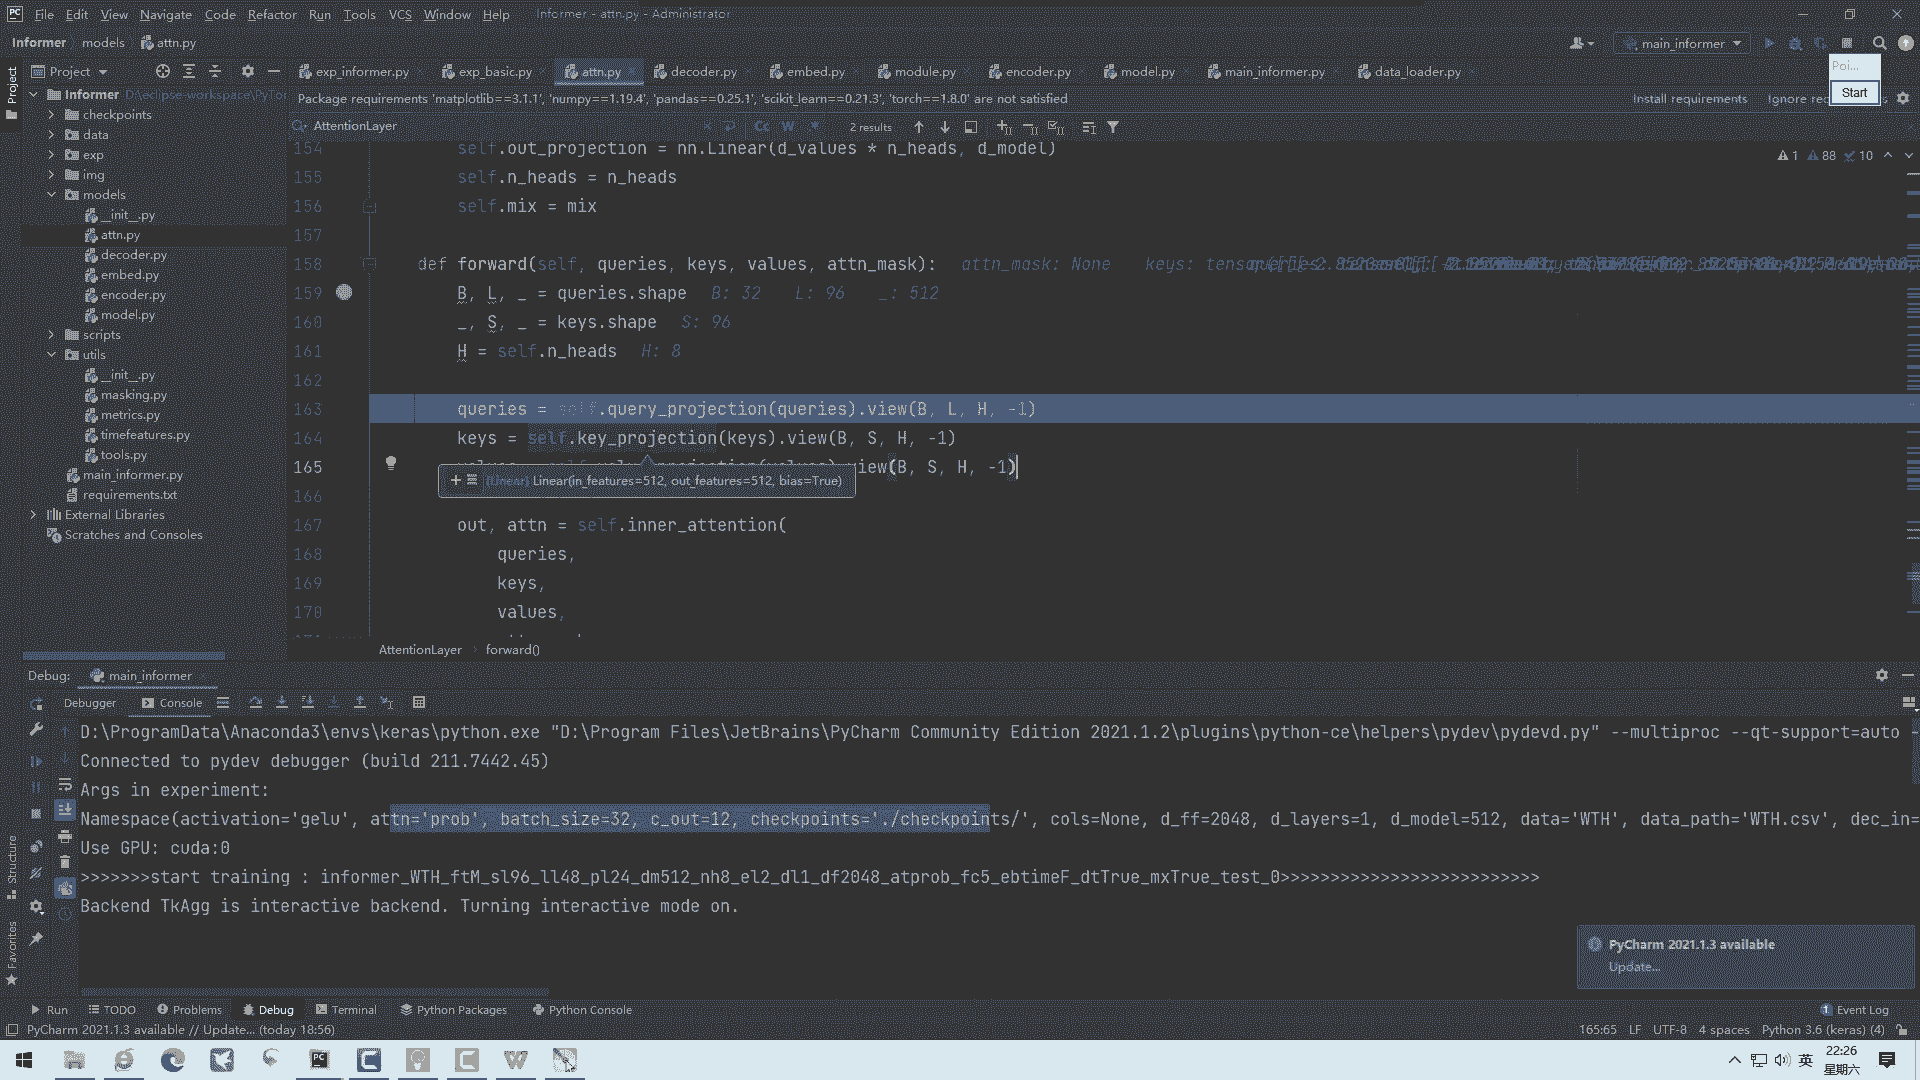 File Edit View Navigate Code Refactor Run Tools VCS Window Help Informer - attn.py - Administrator
Informer models attn.py main_informer
Project exp_informer.py exp_basic.py attn.py decoder.py embed.py module.py encoder.py model.py main_informer.py data_loader.py
Poi...
Start
Informer
Package requirements 'matplotlib==3.1.1', 'numpy==1.19.4', 'pandas==0.25.1', 'scikit_learn==0.21.3', 'torch==1.8.0' are not satisfied Install requirements Ignore
AttentionLayer Cc W 2 results
1 88 10
Project
checkpoints
data
exp
img
models
__init__.py
attn.py
decoder.py
embed.py
encoder.py
model.py
scripts
utils
__init__.py
masking.py
metrics.py
timefeatures.py
tools.py
main_informer.py
requirements.txt
External Libraries
Scratches and Consoles
154 self.out_projection = nn.Linear(d_values * n_heads, d_model)
155 self.n_heads = n_heads
156 self.mix = mix
157
158 def forward(self, queries, keys, values, attn_mask): attn_mask: None keys:
159 B, L, _ = queries.shape B: 32 L: 96 _: 512
160 _, S, _ = keys.shape S: 96
161 H = self.n_heads H: 8
162
163 queries = self.query_projection(queries).view(B, L, H, -1)
164 keys = self.key_projection(keys).view(B, S, H, -1)
165 view(B, S, H, -1)
{Linear} Linear(in_features=512, out_features=512, bias=True)
166
167 out, attn = self.inner_attention(
168 queries,
169 keys,
170 values,
AttentionLayer forward()
Debug: main_informer
Debugger Console
D:\ProgramData\Anaconda3\envs\keras\python.exe "D:\Program Files\JetBrains\PyCharm Community Edition 2021.1.2\plugins\python-ce\helpers\pydev\pydevd.py" --multiproc --qt-support=auto
Connected to pydev debugger (build 211.7442.45)
Args in experiment:
Namespace(activation='gelu', attn='prob', batch_size=32, c_out=12, checkpoints='./checkpoints/', cols=None, d_ff=2048, d_layers=1, d_model=512, data='WTH', data_path='WTH.csv', dec_in=
Use GPU: cuda:0
>>>>>>>start training : informer_WTH_ftM_sl96_ll48_pl24_dm512_nh8_el2_dl1_df2048_atprob_fc5_ebtimeF_dtTrue_mxTrue_test_0>>>>>>>>>>>>>>>>>>>>>>>>>>
Backend TkAgg is interactive backend. Turning interactive mode on.
Structure
Favorites
PyCharm 2021.1.3 available
Update...
Run TODO Problems Debug Terminal Python Packages Python Console 1 Event Log
PyCharm 2021.1.3 available // Update... (today 18:56) 165:65 LF UTF-8 4 spaces Python 3.6 (keras) (4)
英 22:26
星期六